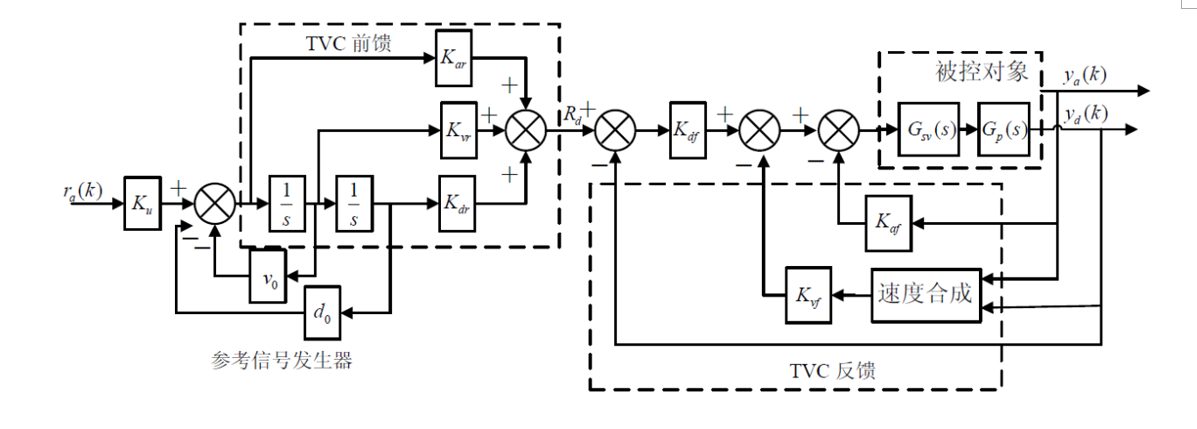 TVC 前馈
K_ar
被控对象
y_a(k)
K_vr
R_d
K_df
G_sv(s)
G_p(s)
y_d(k)
r_a(k)
K_u
1/s
1/s
K_dr
K_af
v_0
d_0
K_vf
速度合成
参考信号发生器
TVC 反馈
+
+
+
+
+
+
+
−
−
−
−
−